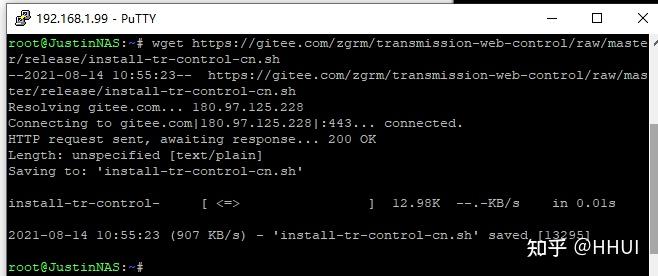 192.168.1.99 - PuTTY
root@JustinNAS:~# wget https://gitee.com/zgrm/transmission-web-control/raw/maste
r/release/install-tr-control-cn.sh
--2021-08-14 10:55:23--  https://gitee.com/zgrm/transmission-web-control/raw/mas
ter/release/install-tr-control-cn.sh
Resolving gitee.com... 180.97.125.228
Connecting to gitee.com|180.97.125.228|:443... connected.
HTTP request sent, awaiting response... 200 OK
Length: unspecified [text/plain]
Saving to: 'install-tr-control-cn.sh'
install-tr-control-     [ <=>                ]  12.98K  --.-KB/s    in 0.01s
2021-08-14 10:55:23 (907 KB/s) - 'install-tr-control-cn.sh' saved [13295]
root@JustinNAS:~#
知乎 @HHUI